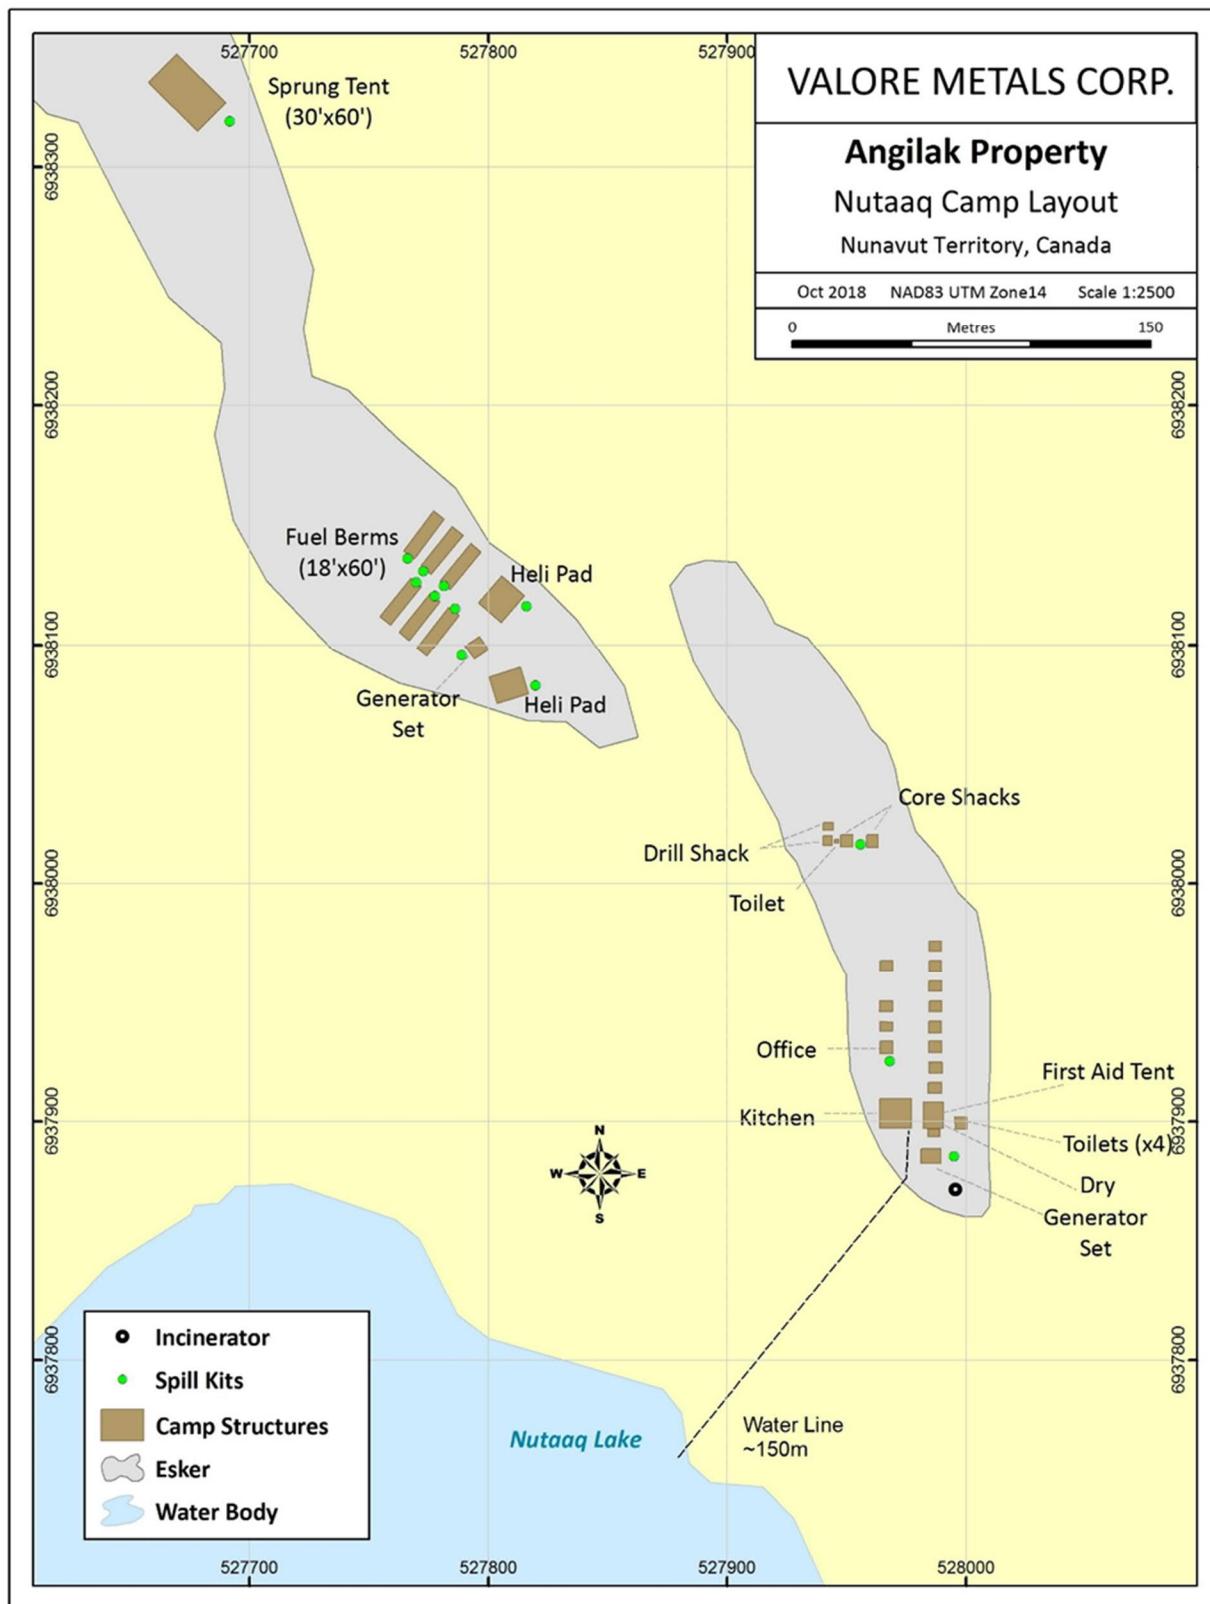 527700
527800
527900
VALORE METALS CORP.
Angilak Property
Nutaaq Camp Layout
Nunavut Territory, Canada
Oct 2018 NAD83 UTM Zone14 Scale 1:2500
0 Metres 150
Sprung Tent
(30'x60')
6938300
6938200
6938200
Fuel Berms
(18'x60')
Heli Pad
6938100
6938100
Generator
Set
Heli Pad
Core Shacks
Drill Shack
Toilet
6938000
6938000
Office
First Aid Tent
Kitchen
6937900
6937900
Toilets (x4)
Dry
Generator
Set
N
W E
S
6937800
6937800
Incinerator
Spill Kits
Camp Structures
Esker
Water Body
Nutaaq Lake
Water Line
~150m
527700
527800
527900
528000